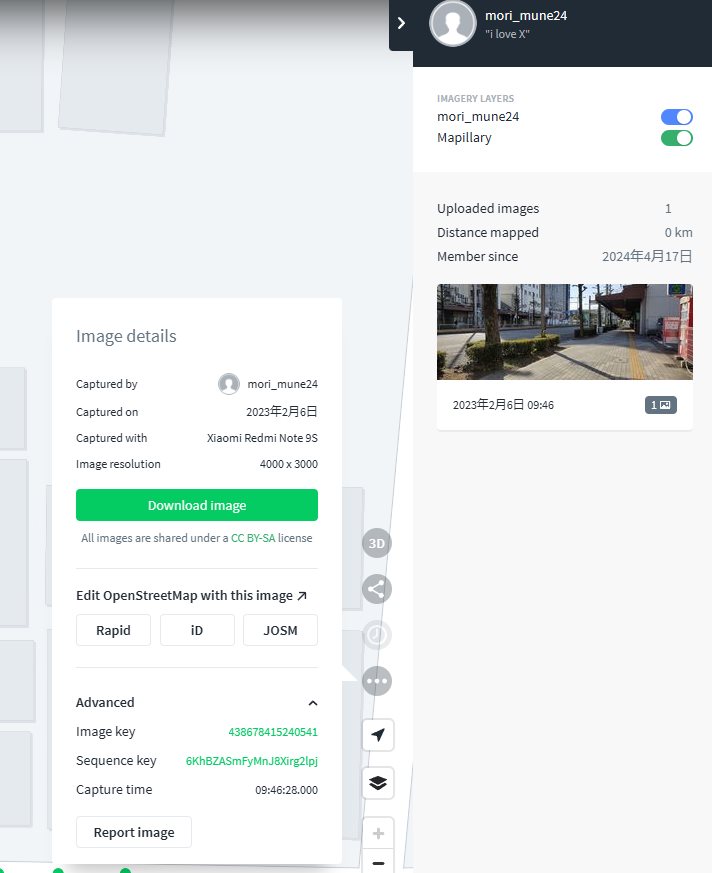 mori_mune24
"i love X"
IMAGERY LAYERS
mori_mune24
Mapillary
Uploaded images 1
Distance mapped 0 km
Member since 2024年4月17日
2023年2月6日 09:46
1
Image details
Captured by mori_mune24
Captured on 2023年2月6日
Captured with Xiaomi Redmi Note 9S
Image resolution 4000 x 3000
Download image
All images are shared under a CC BY-SA license
Edit OpenStreetMap with this image
Rapid iD JOSM
Advanced
Image key 438678415240541
Sequence key 6KhBZASmFyMnJ8Xirg2lpj
Capture time 09:46:28.000
Report image
3D